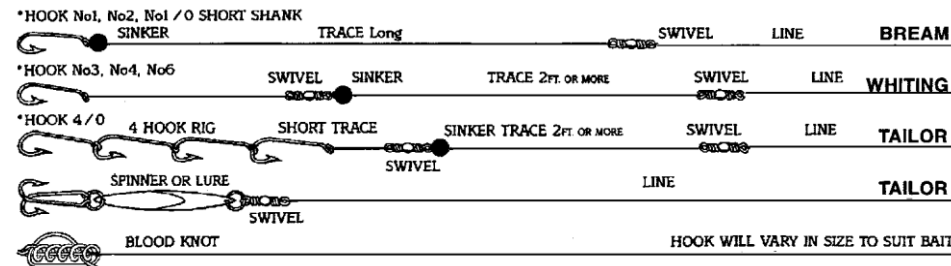 *HOOK No1, No2, No1/0 SHORT SHANK
SINKER TRACE Long SWIVEL LINE BREAM
*HOOK No3, No4, No6
SWIVEL SINKER TRACE 2FT. OR MORE SWIVEL LINE WHITING
*HOOK 4/0
4 HOOK RIG SHORT TRACE SINKER TRACE 2FT. OR MORE SWIVEL LINE TAILOR
SWIVEL
SPINNER OR LURE LINE TAILOR
SWIVEL
BLOOD KNOT HOOK WILL VARY IN SIZE TO SUIT BAIT